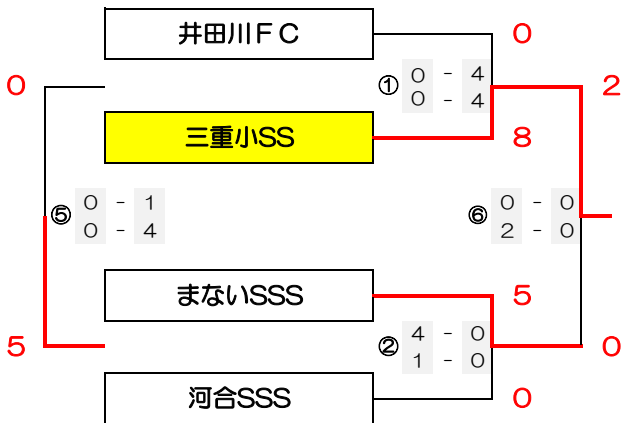 井田川ＦＣ
0
0
① 0 - 4
0 - 4
2
三重小SS
8
⑤ 0 - 1
0 - 4
⑥ 0 - 0
2 - 0
まないSSS
5
5
② 4 - 0
1 - 0
0
河合SSS
0